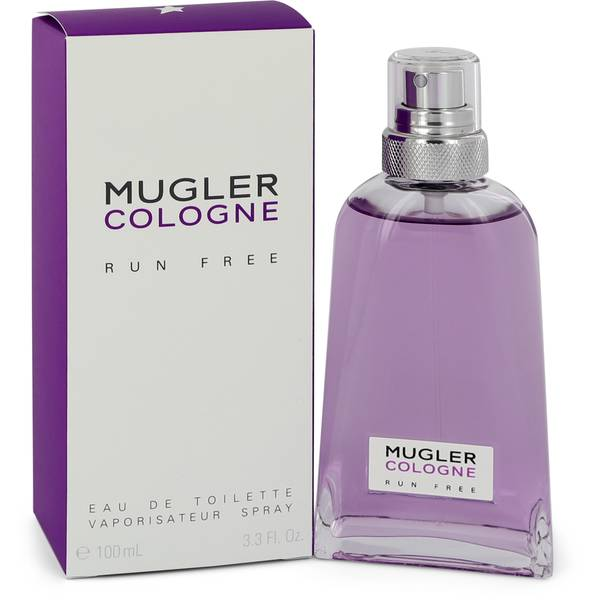 MUGLER
COLOGNE
RUN FREE
EAU DE TOILETTE
VAPORISATEUR SPRAY
℮ 100 mL 3.3 Fl. Oz.
MUGLER
COLOGNE
RUN FREE